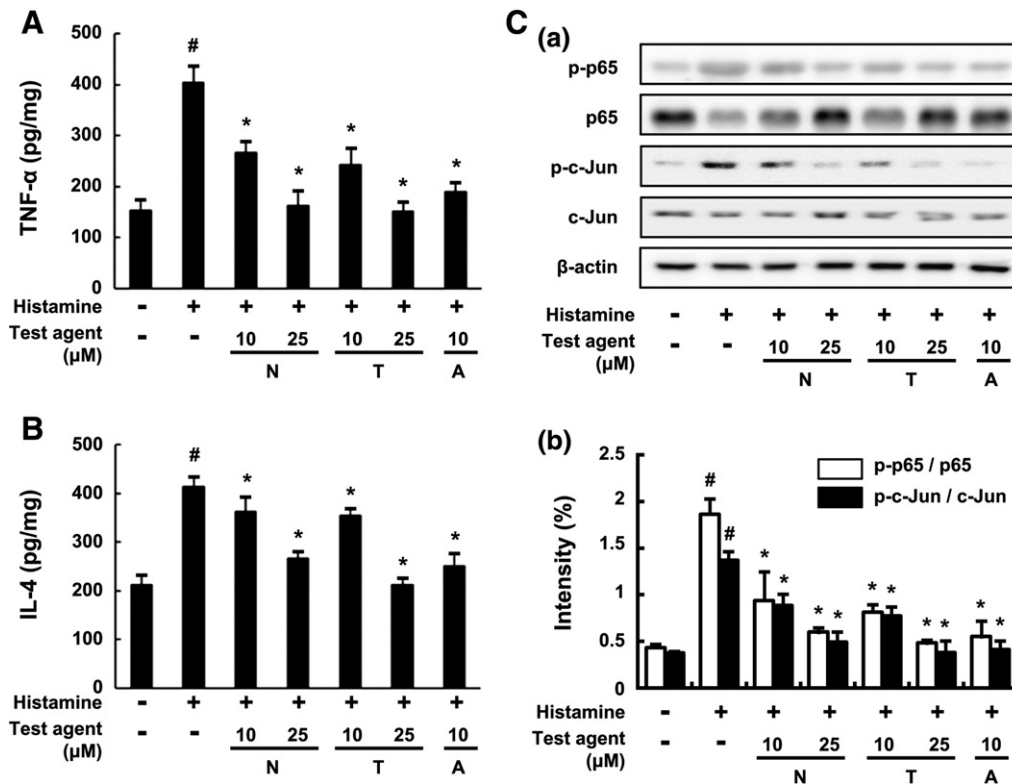 A
TNF-α (pg/mg)
500
400
300
200
100
0
#
*
*
*
*
*
Histamine - + + + + + +
Test agent (µM) - - 10 25 10 25 10
N T A
B
IL-4 (pg/mg)
500
400
300
200
100
0
#
*
*
*
*
*
Histamine - + + + + + +
Test agent (µM) - - 10 25 10 25 10
N T A
C
(a)
p-p65
p65
p-c-Jun
c-Jun
β-actin
Histamine - + + + + + +
Test agent (µM) - - 10 25 10 25 10
N T A
(b)
Intensity (%)
2.5
2
1.5
1
0.5
0
p-p65 / p65
p-c-Jun / c-Jun
#
#
* *
* *
* *
* *
* *
Histamine - + + + + + +
Test agent (µM) - - 10 25 10 25 10
N T A